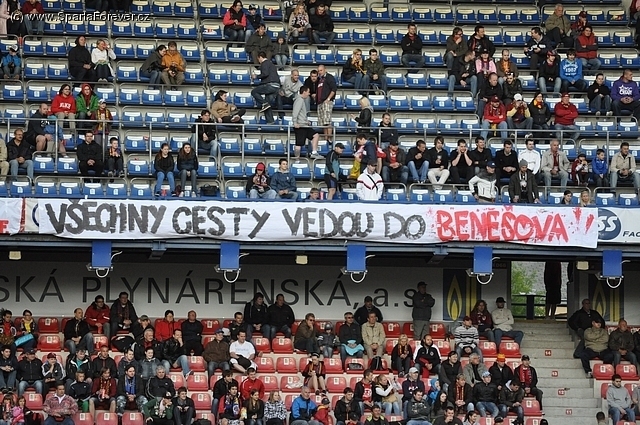 (c) www.SpartaForever.cz
VŠECHNY CESTY VEDOU DO BENEŠOVA!!
SKÁ PLYNÁRENSKÁ, a.s.